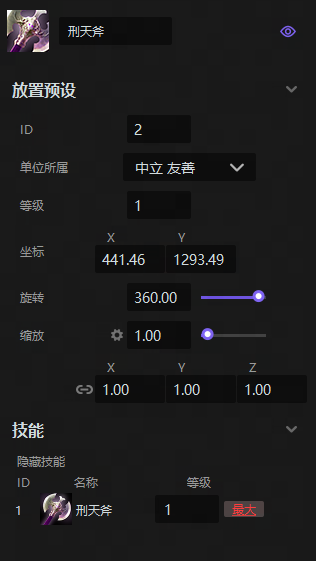 刑天斧
放置预设
ID 2
单位所属 中立 友善
等级 1
X Y
坐标 441.46 1293.49
旋转 360.00
缩放 1.00
X Y Z
1.00 1.00 1.00
技能
隐藏技能
ID 名称 等级
1 刑天斧 1 最大